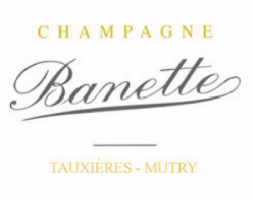 CHAMPAGNE
Banette
TAUXIÈRES - MUTRY